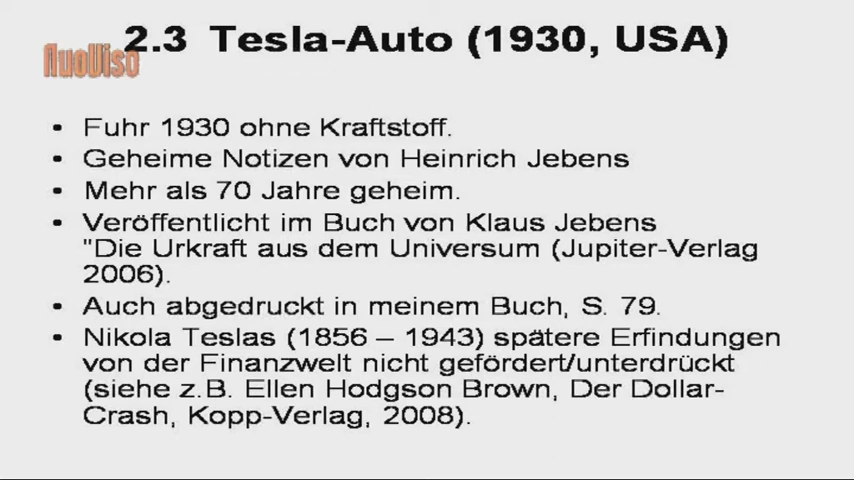 2.3 Tesla-Auto (1930, USA)
nuoViso
• Fuhr 1930 ohne Kraftstoff.
• Geheime Notizen von Heinrich Jebens
• Mehr als 70 Jahre geheim.
• Veröffentlicht im Buch von Klaus Jebens
"Die Urkraft aus dem Universum (Jupiter-Verlag
2006).
• Auch abgedruckt in meinem Buch, S. 79.
• Nikola Teslas (1856 – 1943) spätere Erfindungen
von der Finanzwelt nicht gefördert/unterdrückt
(siehe z.B. Ellen Hodgson Brown, Der Dollar-
Crash, Kopp-Verlag, 2008).